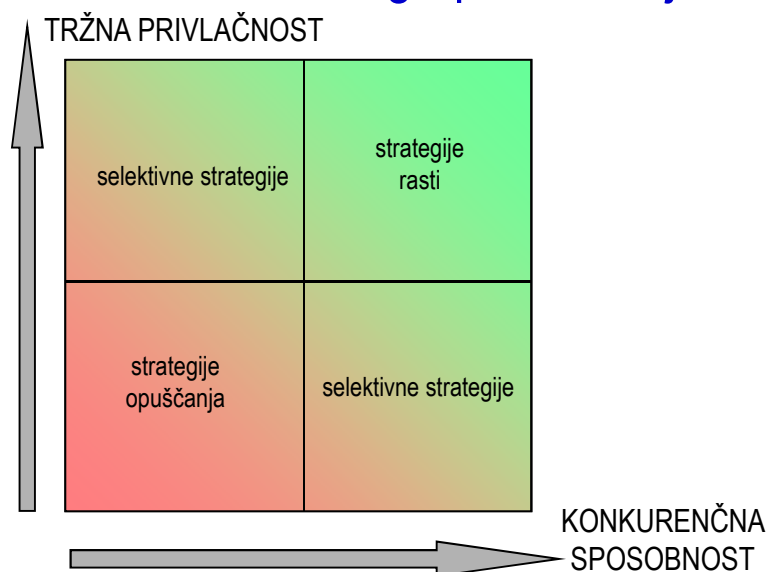 TRŽNA PRIVLAČNOST
selektivne strategije
strategije
rasti
strategije
opuščanja
selektivne strategije
KONKURENČNA
SPOSOBNOST